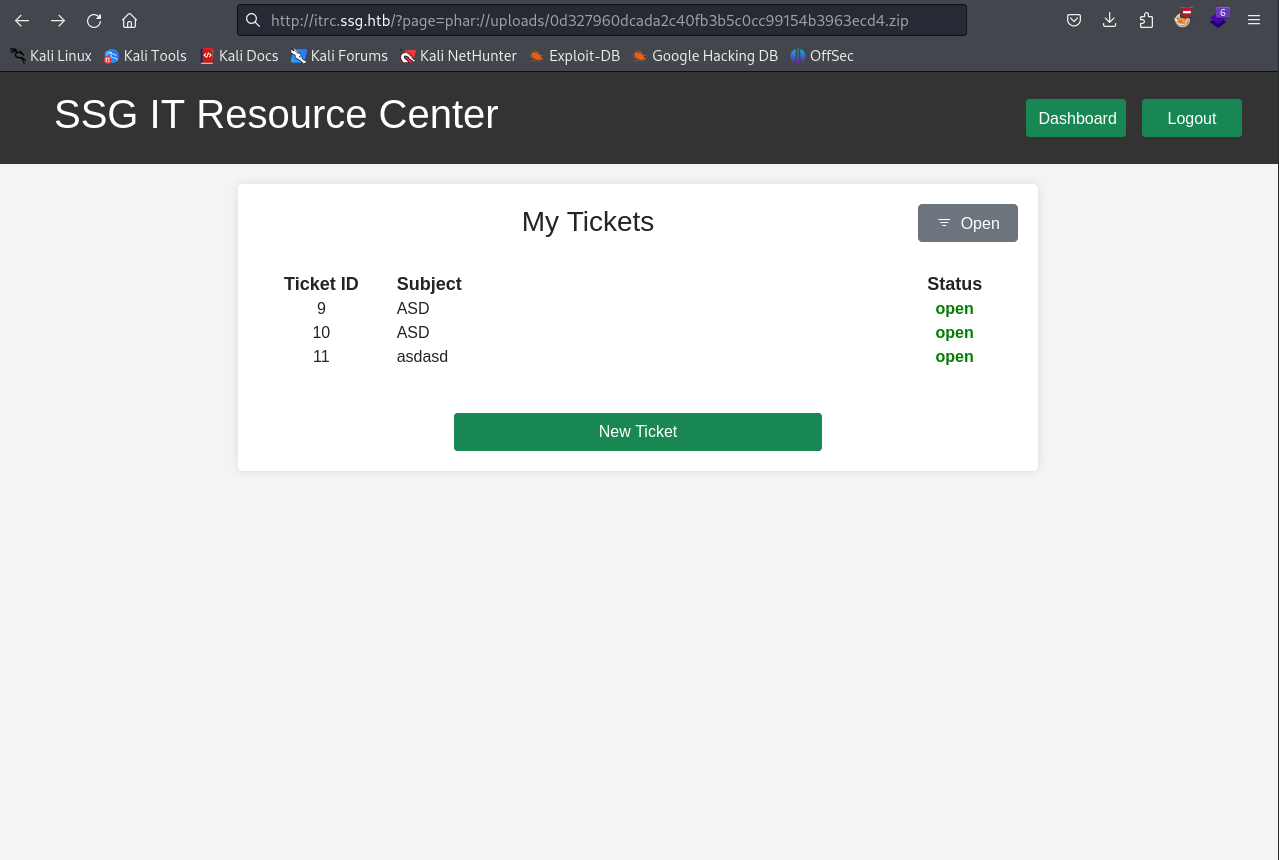 http://itrc.ssg.htb/?page=phar://uploads/0d327960dcada2c40fb3b5c0cc99154b3963ecd4.zip
6
Kali Linux Kali Tools Kali Docs Kali Forums Kali NetHunter Exploit-DB Google Hacking DB OffSec
SSG IT Resource Center
Dashboard Logout
My Tickets
Open
Ticket ID Subject Status
9 ASD open
10 ASD open
11 asdasd open
New Ticket